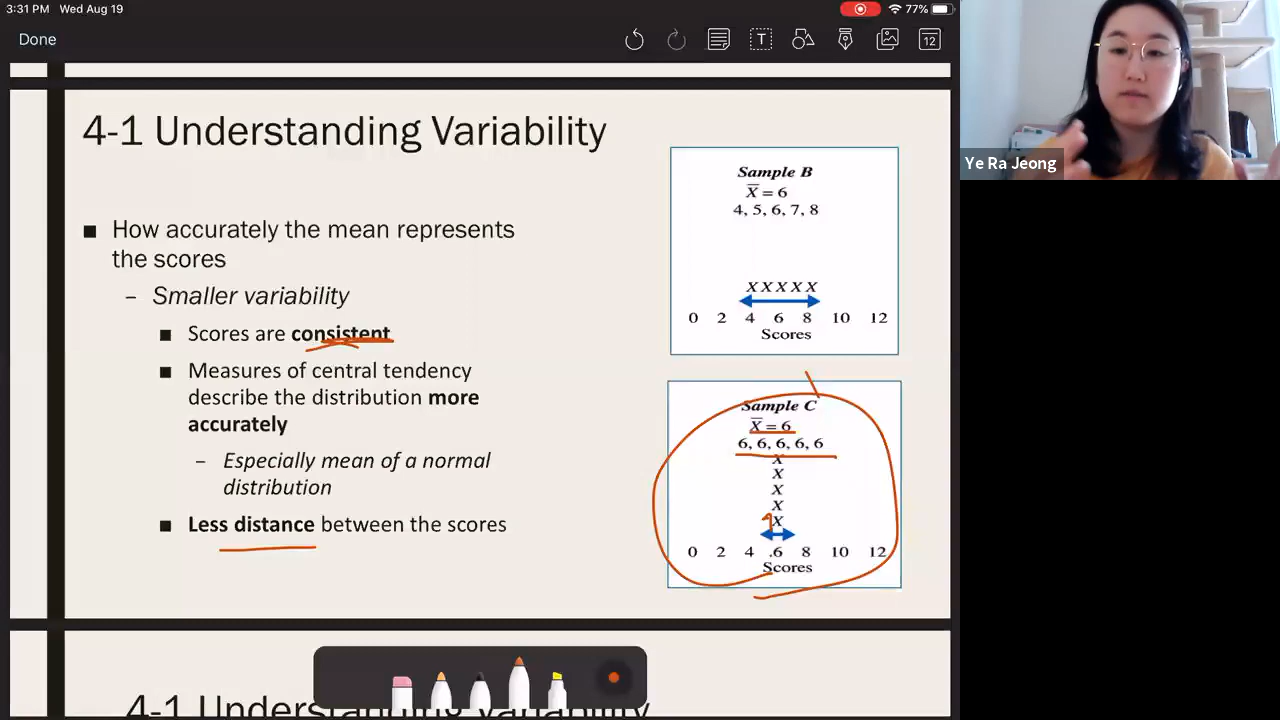 3:31 PM Wed Aug 19
77%
Done
T
12
4-1 Understanding Variability
■ How accurately the mean represents
the scores
– Smaller variability
■ Scores are consistent
■ Measures of central tendency
describe the distribution more
accurately
– Especially mean of a normal
distribution
■ Less distance between the scores
Sample B
X̅ = 6
4, 5, 6, 7, 8
X X X X X
0 2 4 6 8 10 12
Scores
Sample C
X̅ = 6
6, 6, 6, 6, 6
X
X
X
X
X
0 2 4 6 8 10 12
Scores
4-1 Understanding Variability
Ye Ra Jeong